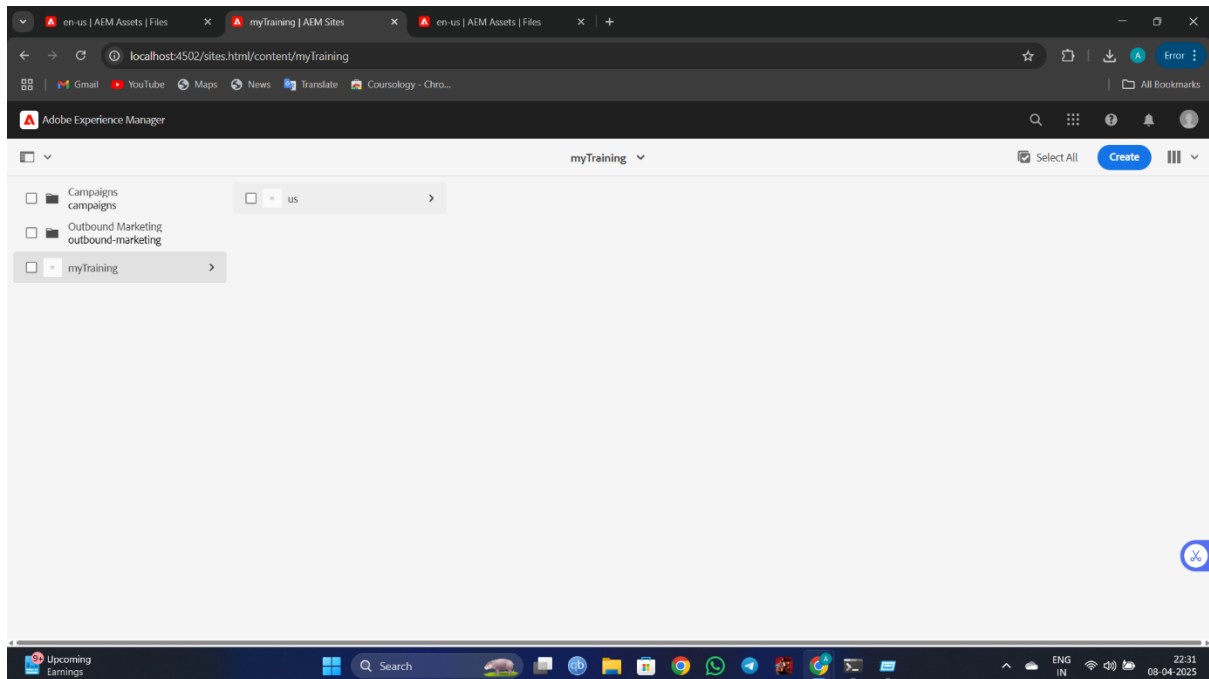 en-us | AEM Assets | Files
myTraining | AEM Sites
en-us | AEM Assets | Files
localhost:4502/sites.html/content/myTraining
Error
Gmail YouTube Maps News Translate Coursology - Chro...
All Bookmarks
Adobe Experience Manager
myTraining
Select All
Create
Campaigns
campaigns
Outbound Marketing
outbound-marketing
myTraining
us
Upcoming
Earnings
Search
ENG
IN
22:31
08-04-2025